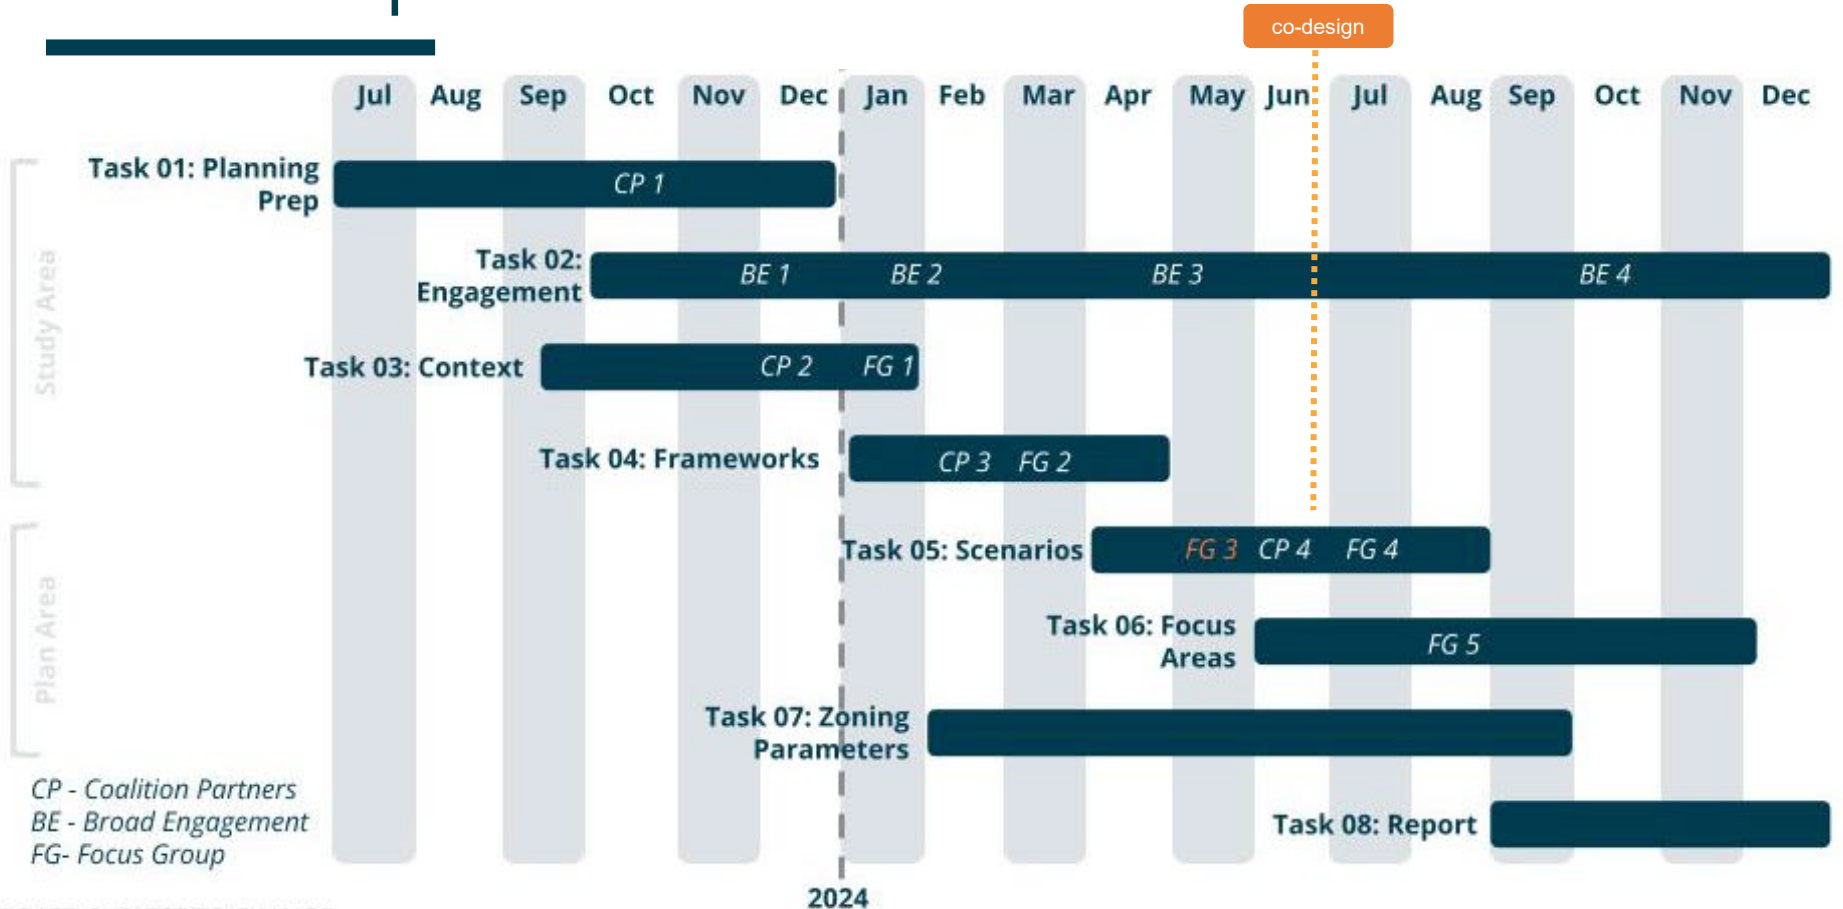 co-design
Jul Aug Sep Oct Nov Dec Jan Feb Mar Apr May Jun Jul Aug Sep Oct Nov Dec
Study Area
Task 01: Planning
Prep
CP 1
Task 02:
Engagement
BE 1 BE 2 BE 3 BE 4
Task 03: Context
CP 2 FG 1
Task 04: Frameworks
CP 3 FG 2
Plan Area
Task 05: Scenarios
FG 3 CP 4 FG 4
Task 06: Focus
Areas
FG 5
Task 07: Zoning
Parameters
Task 08: Report
CP - Coalition Partners
BE - Broad Engagement
FG- Focus Group
2024